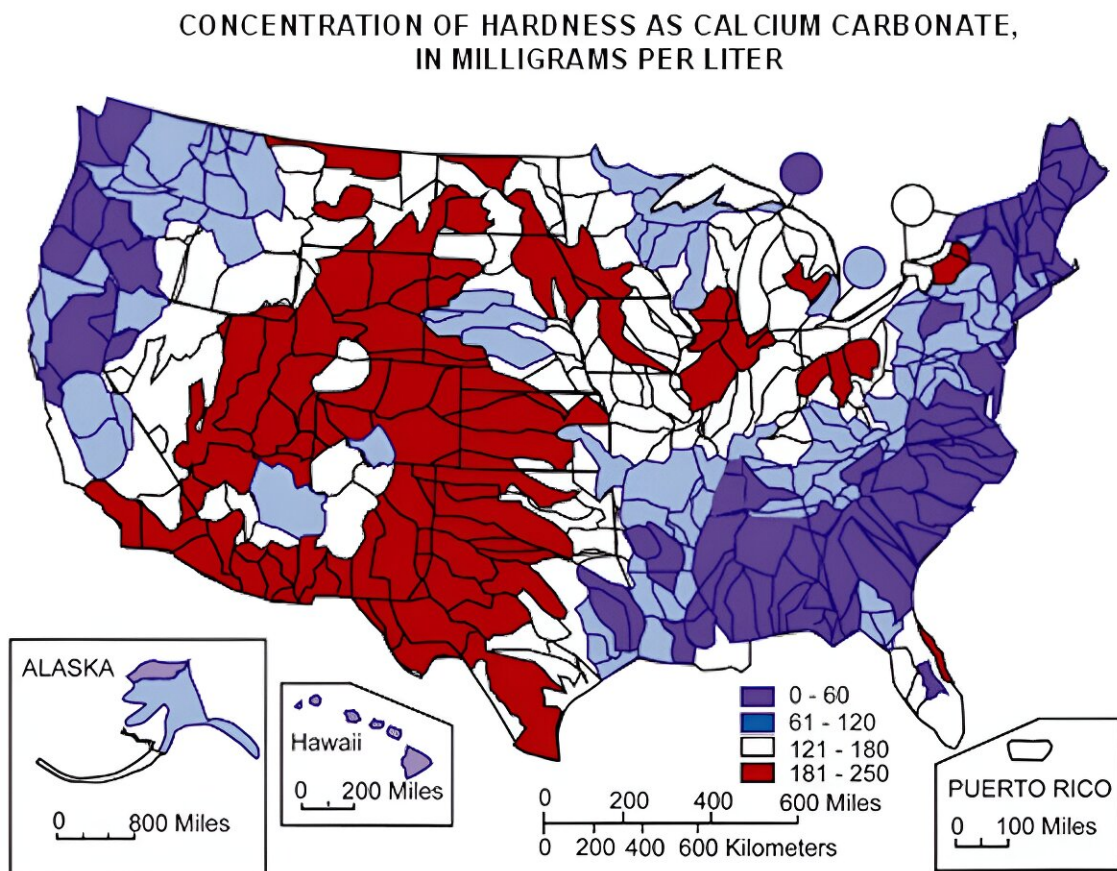 CONCENTRATION OF HARDNESS AS CALCIUM CARBONATE,
IN MILLIGRAMS PER LITER
ALASKA
0 800 Miles
Hawaii
0 200 Miles
0 - 60
61 - 120
121 - 180
181 - 250
0 200 400 600 Miles
0 200 400 600 Kilometers
PUERTO RICO
0 100 Miles